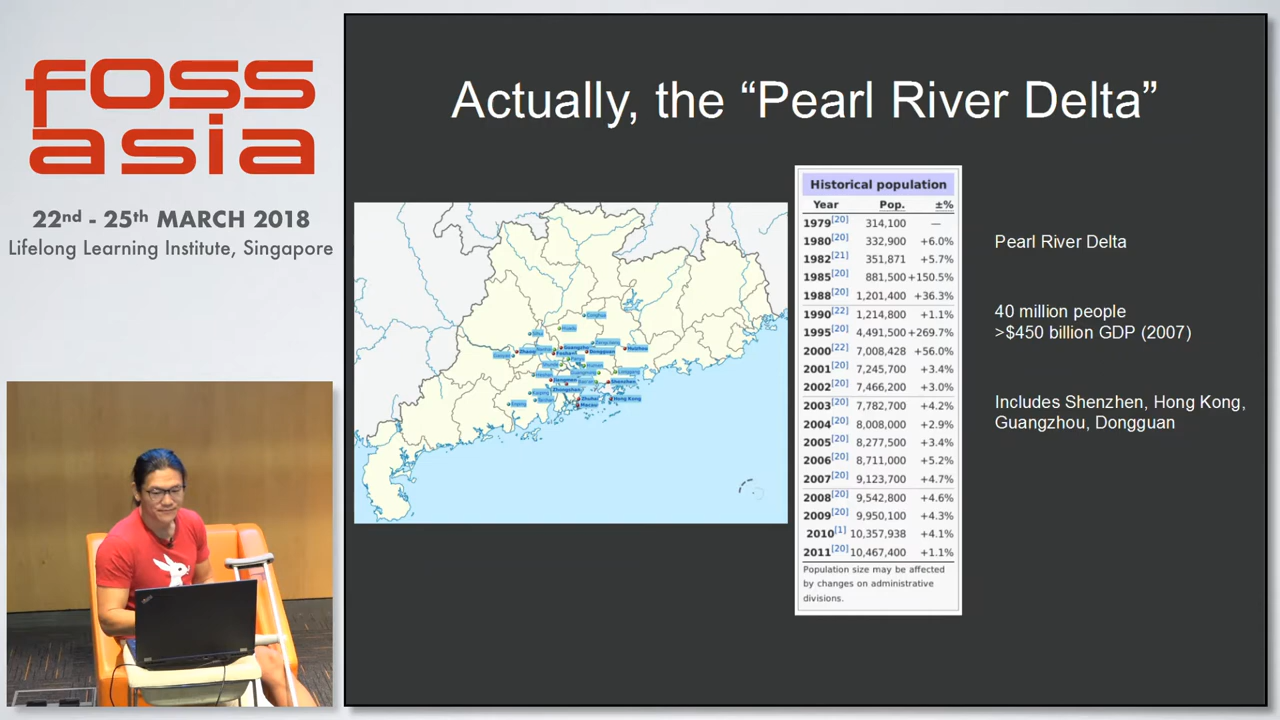 foss
asia
22nd - 25th MARCH 2018
Lifelong Learning Institute, Singapore
Actually, the “Pearl River Delta”
Historical population
Year Pop. ±%
1979[20] 314,100 —
1980[20] 332,900 +6.0%
1982[21] 351,871 +5.7%
1985[20] 881,500 +150.5%
1988[20] 1,201,400 +36.3%
1990[22] 1,214,800 +1.1%
1995[20] 4,491,500 +269.7%
2000[22] 7,008,428 +56.0%
2001[20] 7,245,700 +3.4%
2002[20] 7,466,200 +3.0%
2003[20] 7,782,700 +4.2%
2004[20] 8,008,000 +2.9%
2005[20] 8,277,500 +3.4%
2006[20] 8,711,000 +5.2%
2007[20] 9,123,700 +4.7%
2008[20] 9,542,800 +4.6%
2009[20] 9,950,100 +4.3%
2010[1] 10,357,938 +4.1%
2011[20] 10,467,400 +1.1%
Population size may be affected
by changes on administrative
divisions.
Pearl River Delta
40 million people
>$450 billion GDP (2007)
Includes Shenzhen, Hong Kong,
Guangzhou, Dongguan
Conghua
Huizhou
Dongguan
Shenzhen
Zhongshan
Zhuhai
Macau
Hong Kong